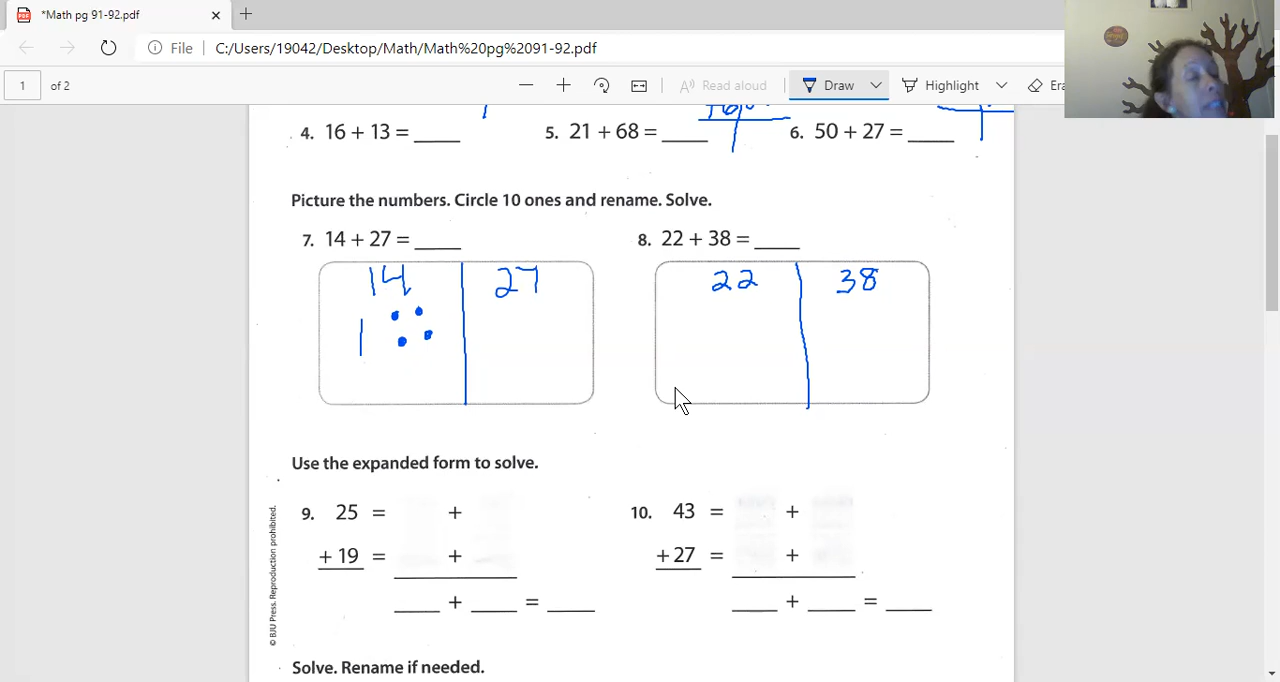 *Math pg 91-92.pdf
File C:/Users/19042/Desktop/Math/Math%20pg%2091-92.pdf
1 of 2 Read aloud Draw Highlight Era
4. 16 + 13 = ____ 5. 21 + 68 = ____ 6. 50 + 27 = ____
Picture the numbers. Circle 10 ones and rename. Solve.
7. 14 + 27 = ____ 8. 22 + 38 = ____
14 27 22 38
Use the expanded form to solve.
9. 25 = + 10. 43 = +
+ 19 = + + 27 = +
____ + ____ = ____ ____ + ____ = ____
© BJU Press. Reproduction prohibited.
Solve. Rename if needed.